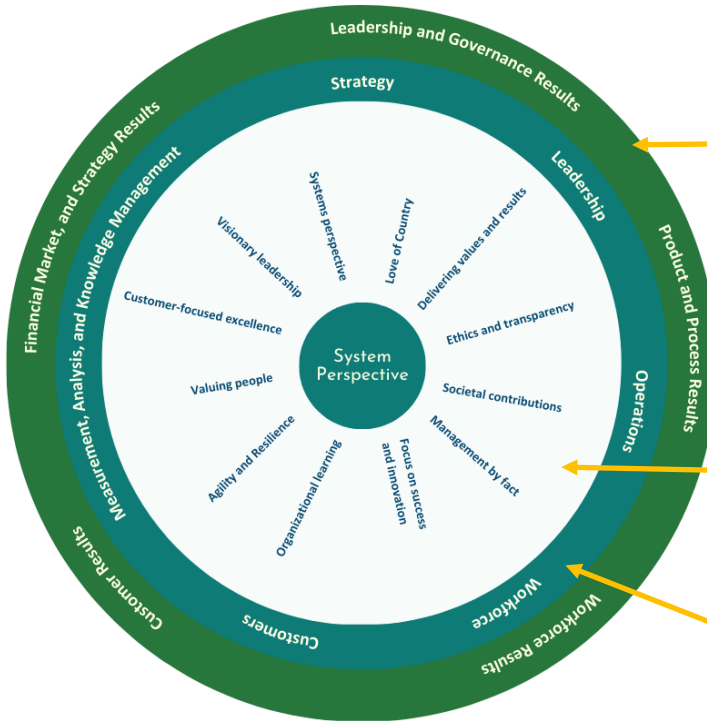 Leadership and Governance Results
Product and Process Results
Workforce Results
Customer Results
Financial Market, and Strategy Results
Strategy
Leadership
Operations
Workforce
Customers
Measurement, Analysis, and Knowledge Management
Systems perspective
Love of Country
Delivering values and results
Ethics and transparency
Societal contributions
Management by fact
Focus on success
and innovation
Organizational learning
Agility and Resilience
Valuing people
Customer-focused excellence
Visionary leadership
System
Perspective